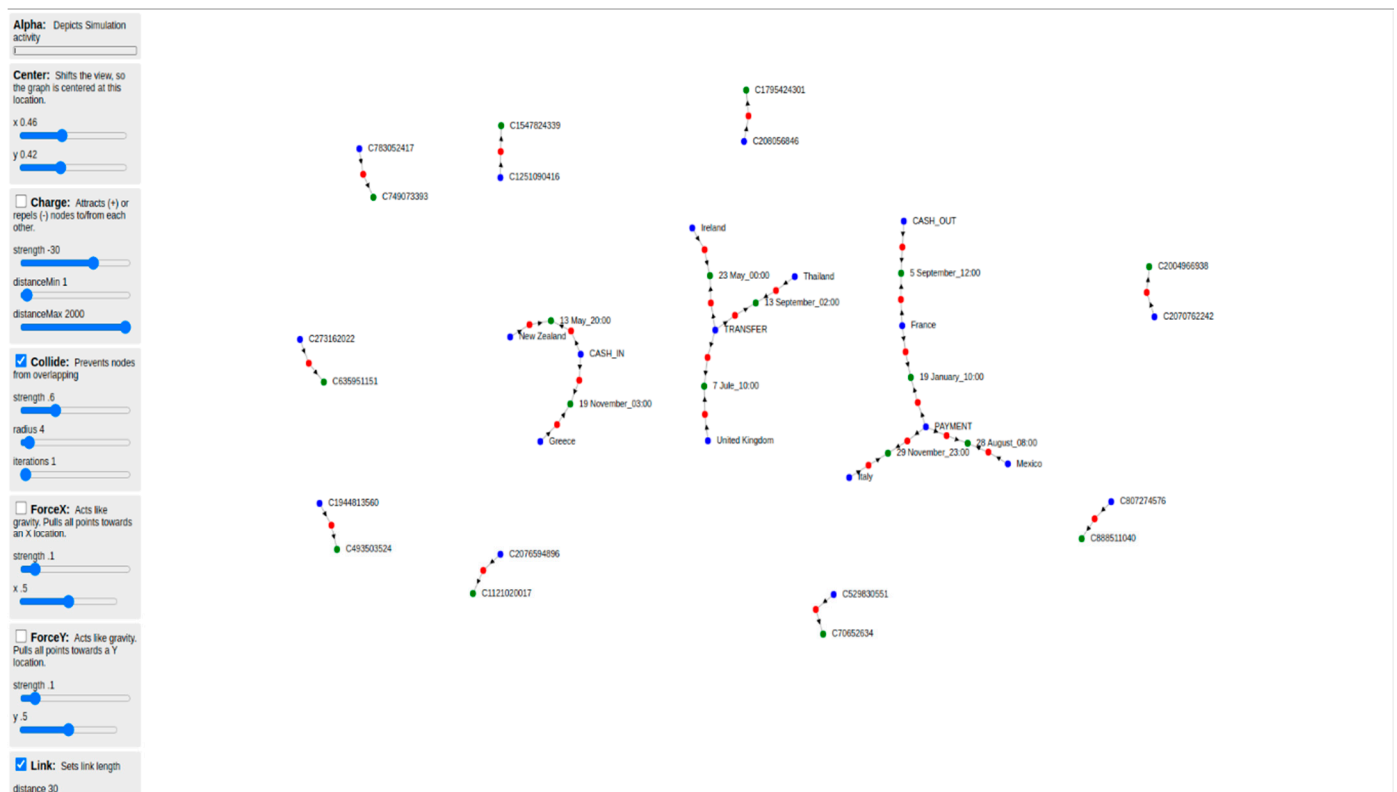 Alpha: Depicts Simulation
activity
Center: Shifts the view, so
the graph is centered at this
location.
x 0.46
y 0.42
Charge: Attracts (+) or
repels (-) nodes to/from each
other.
strength -30
distanceMin 1
distanceMax 2000
Collide: Prevents nodes
from overlapping
strength .6
radius 4
iterations 1
ForceX: Acts like
gravity. Pulls all points towards
an X location.
strength .1
x .5
ForceY: Acts like gravity.
Pulls all points towards a Y
location.
strength .1
y .5
Link: Sets link length
distance 30
C1795424301
C208056846
C1547824339
C1251090416
C783052417
C749073393
Ireland
23 May_00:00
Thailand
13 September_02:00
TRANSFER
7 Jule_10:00
United Kingdom
CASH_OUT
5 September_12:00
France
19 January_10:00
PAYMENT
28 August_08:00
29 November_23:00
Mexico
Italy
C2004966938
C2070762242
13 May_20:00
New Zealand
CASH_IN
19 November_03:00
Greece
C273162022
C635951151
C1944813560
C493503524
C2076594896
C1121020017
C807274576
C888511040
C529830551
C70652634